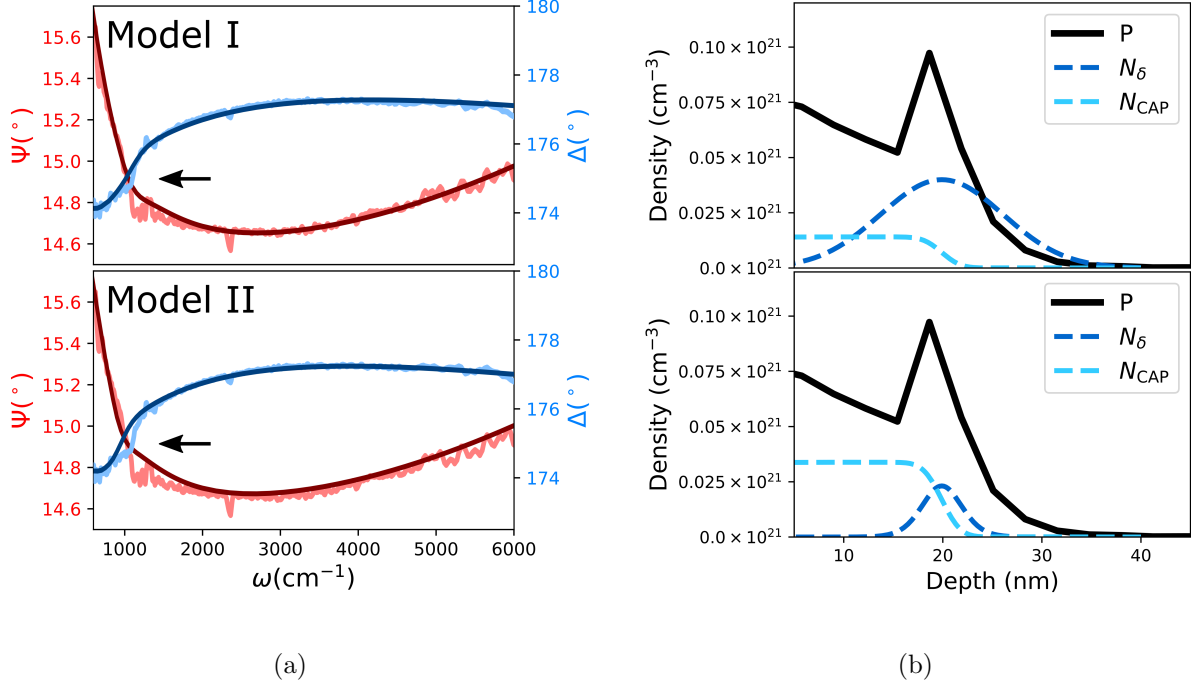 Model I
Ψ(°)
15.6
15.4
15.2
15.0
14.8
14.6
180
178
176
174
Δ(°)
Model II
Ψ(°)
15.6
15.4
15.2
15.0
14.8
14.6
180
178
176
174
Δ(°)
1000 2000 3000 4000 5000 6000
ω(cm⁻¹)
(a)
Density (cm⁻³)
0.10 × 10²¹
0.075 × 10²¹
0.05 × 10²¹
0.025 × 10²¹
0.0 × 10²¹
P
N_δ
N_CAP
Density (cm⁻³)
0.10 × 10²¹
0.075 × 10²¹
0.05 × 10²¹
0.025 × 10²¹
0.0 × 10²¹
P
N_δ
N_CAP
10 20 30 40
Depth (nm)
(b)